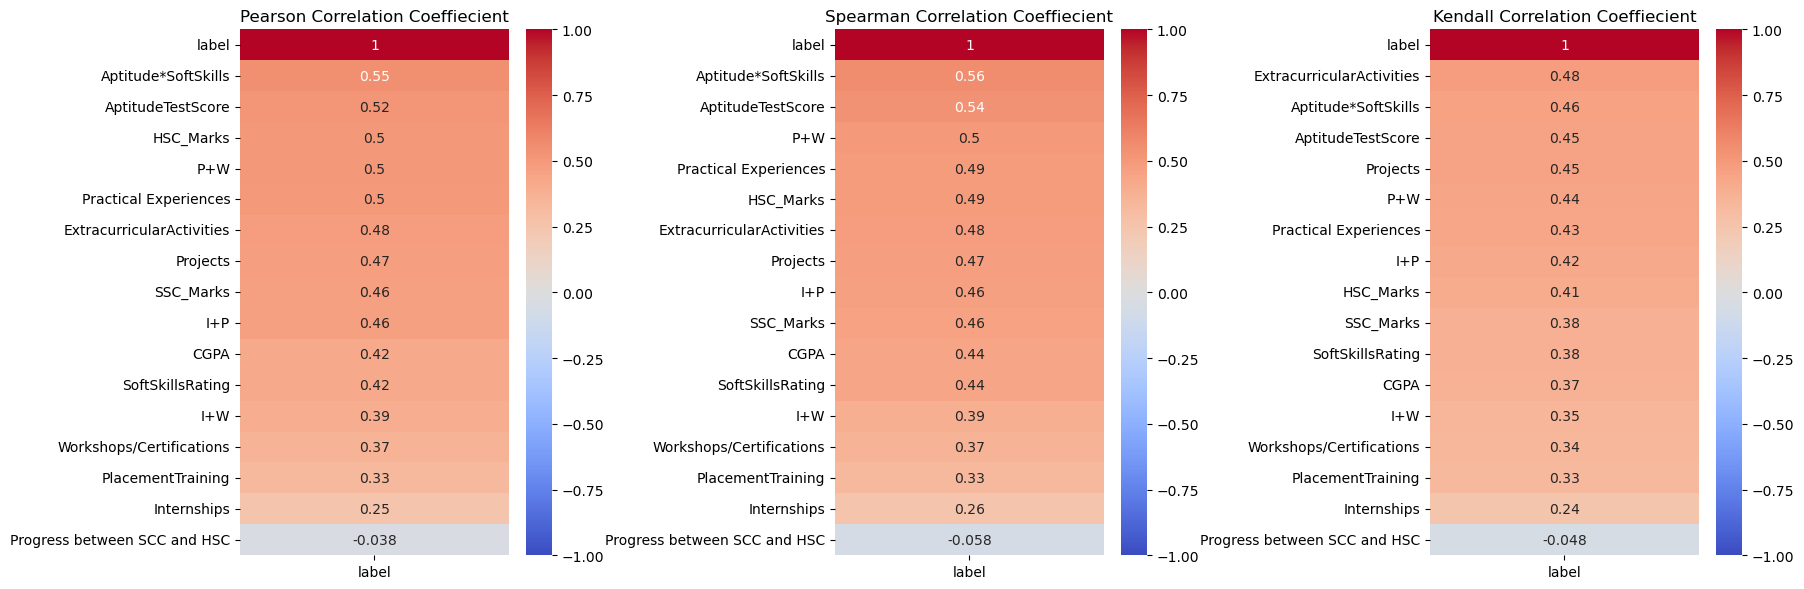 Pearson Correlation Coeffiecient
label
1
Aptitude*SoftSkills
0.55
AptitudeTestScore
0.52
HSC_Marks
0.5
P+W
0.5
Practical Experiences
0.5
ExtracurricularActivities
0.48
Projects
0.47
SSC_Marks
0.46
I+P
0.46
CGPA
0.42
SoftSkillsRating
0.42
I+W
0.39
Workshops/Certifications
0.37
PlacementTraining
0.33
Internships
0.25
Progress between SCC and HSC
-0.038
label
1.00
0.75
0.50
0.25
0.00
−0.25
−0.50
−0.75
−1.00
Spearman Correlation Coeffiecient
label
1
Aptitude*SoftSkills
0.56
AptitudeTestScore
0.54
P+W
0.5
Practical Experiences
0.49
HSC_Marks
0.49
ExtracurricularActivities
0.48
Projects
0.47
I+P
0.46
SSC_Marks
0.46
CGPA
0.44
SoftSkillsRating
0.44
I+W
0.39
Workshops/Certifications
0.37
PlacementTraining
0.33
Internships
0.26
Progress between SCC and HSC
-0.058
label
1.00
0.75
0.50
0.25
0.00
−0.25
−0.50
−0.75
−1.00
Kendall Correlation Coeffiecient
label
1
ExtracurricularActivities
0.48
Aptitude*SoftSkills
0.46
AptitudeTestScore
0.45
Projects
0.45
P+W
0.44
Practical Experiences
0.43
I+P
0.42
HSC_Marks
0.41
SSC_Marks
0.38
SoftSkillsRating
0.38
CGPA
0.37
I+W
0.35
Workshops/Certifications
0.34
PlacementTraining
0.33
Internships
0.24
Progress between SCC and HSC
-0.048
label
1.00
0.75
0.50
0.25
0.00
−0.25
−0.50
−0.75
−1.00